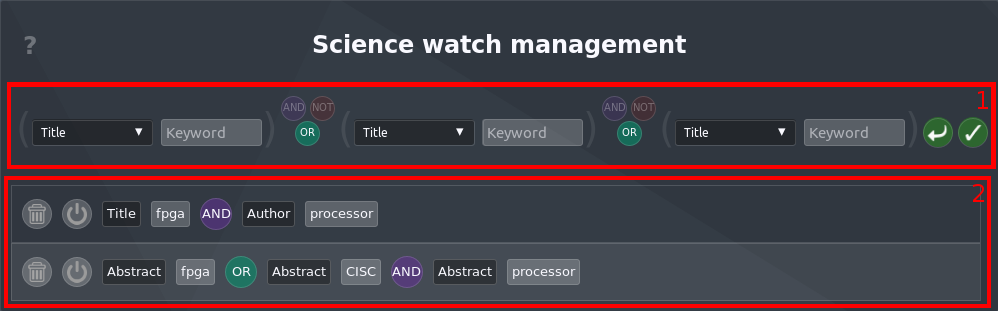 ? Science watch management
1
AND NOT AND NOT
( Title ▼ Keyword ) OR ( Title ▼ Keyword ) OR ( Title ▼ Keyword )
2
Title fpga AND Author processor
Abstract fpga OR Abstract CISC AND Abstract processor